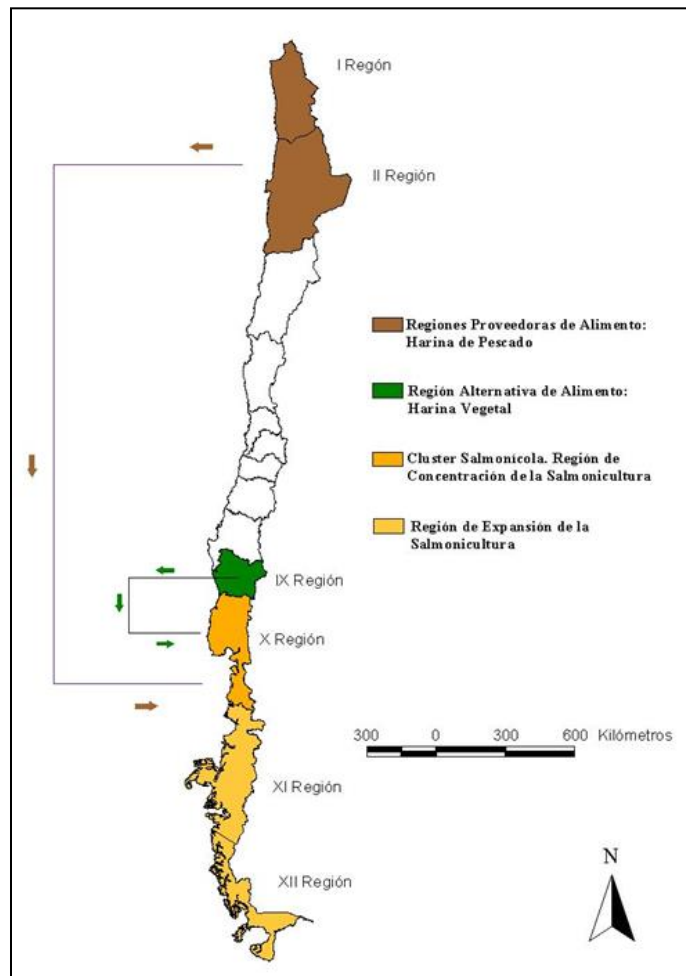 I Regón
II Región
Regiones Proveedoras de Alimento:
Harina de Pescado
Región Alternativa de Alimento:
Harina Vegetal
Cluster Salmonícola. Región de
Concentración de la Salmonicultura
Región de Expansión de la
Salmonicultura
IX Región
X Región
300 0 300 600 Kilómetros
XI Región
XII Región
N